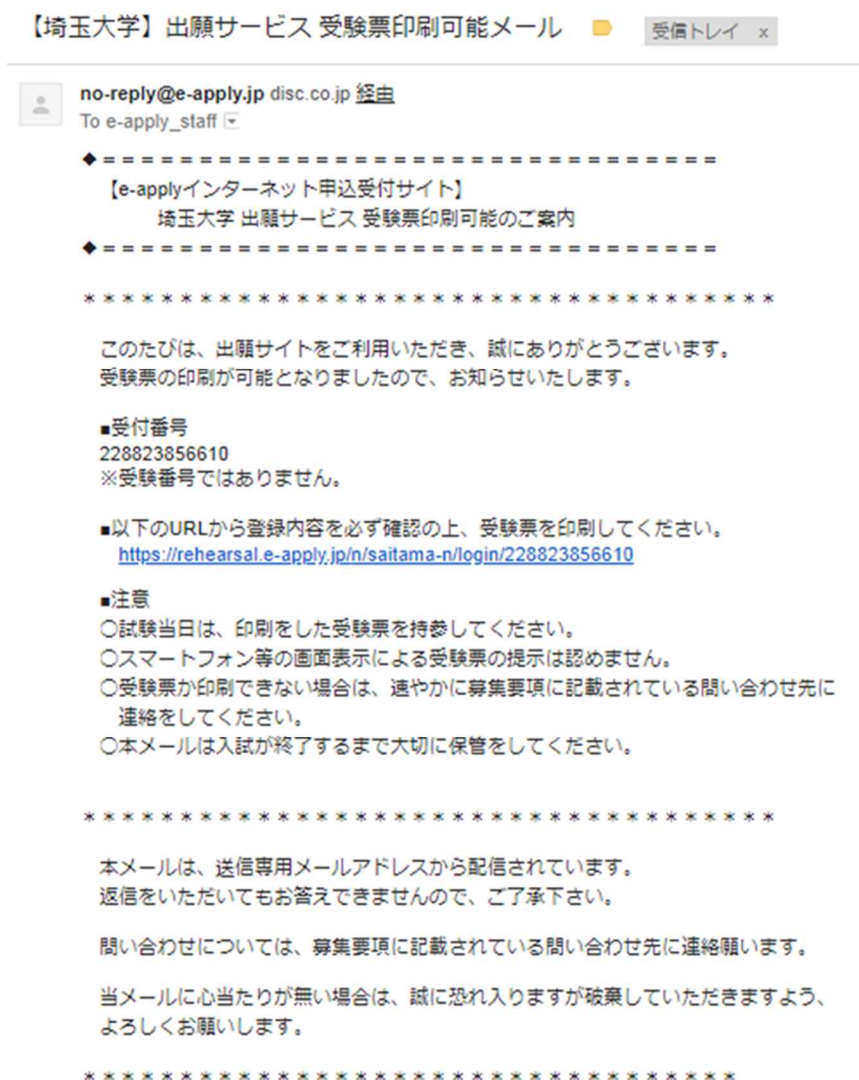 【埼玉大学】出願サービス 受験票印刷可能メール 受信トレイ x
no-reply@e-apply.jp disc.co.jp 経由
To e-apply_staff
◆================================
【e-applyインターネット申込受付サイト】
埼玉大学 出願サービス 受験票印刷可能のご案内
◆================================
************************************
このたびは、出願サイトをご利用いただき、誠にありがとうございます。
受験票の印刷が可能となりましたので、お知らせいたします。
■受付番号
228823856610
※受験番号ではありません。
■以下のURLから登録内容を必ず確認の上、受験票を印刷してください。
https://rehearsal.e-apply.jp/n/saitama-n/login/228823856610
■注意
○試験当日は、印刷をした受験票を持参してください。
○スマートフォン等の画面表示による受験票の提示は認めません。
○受験票が印刷できない場合は、速やかに募集要項に記載されている問い合わせ先に
連絡をしてください。
○本メールは入試が終了するまで大切に保管をしてください。
************************************
本メールは、送信専用メールアドレスから配信されています。
返信をいただいてもお答えできませんので、ご了承下さい。
問い合わせについては、募集要項に記載されている問い合わせ先に連絡願います。
当メールに心当たりが無い場合は、誠に恐れ入りますが破棄していただきますよう、
よろしくお願いします。
**********************************